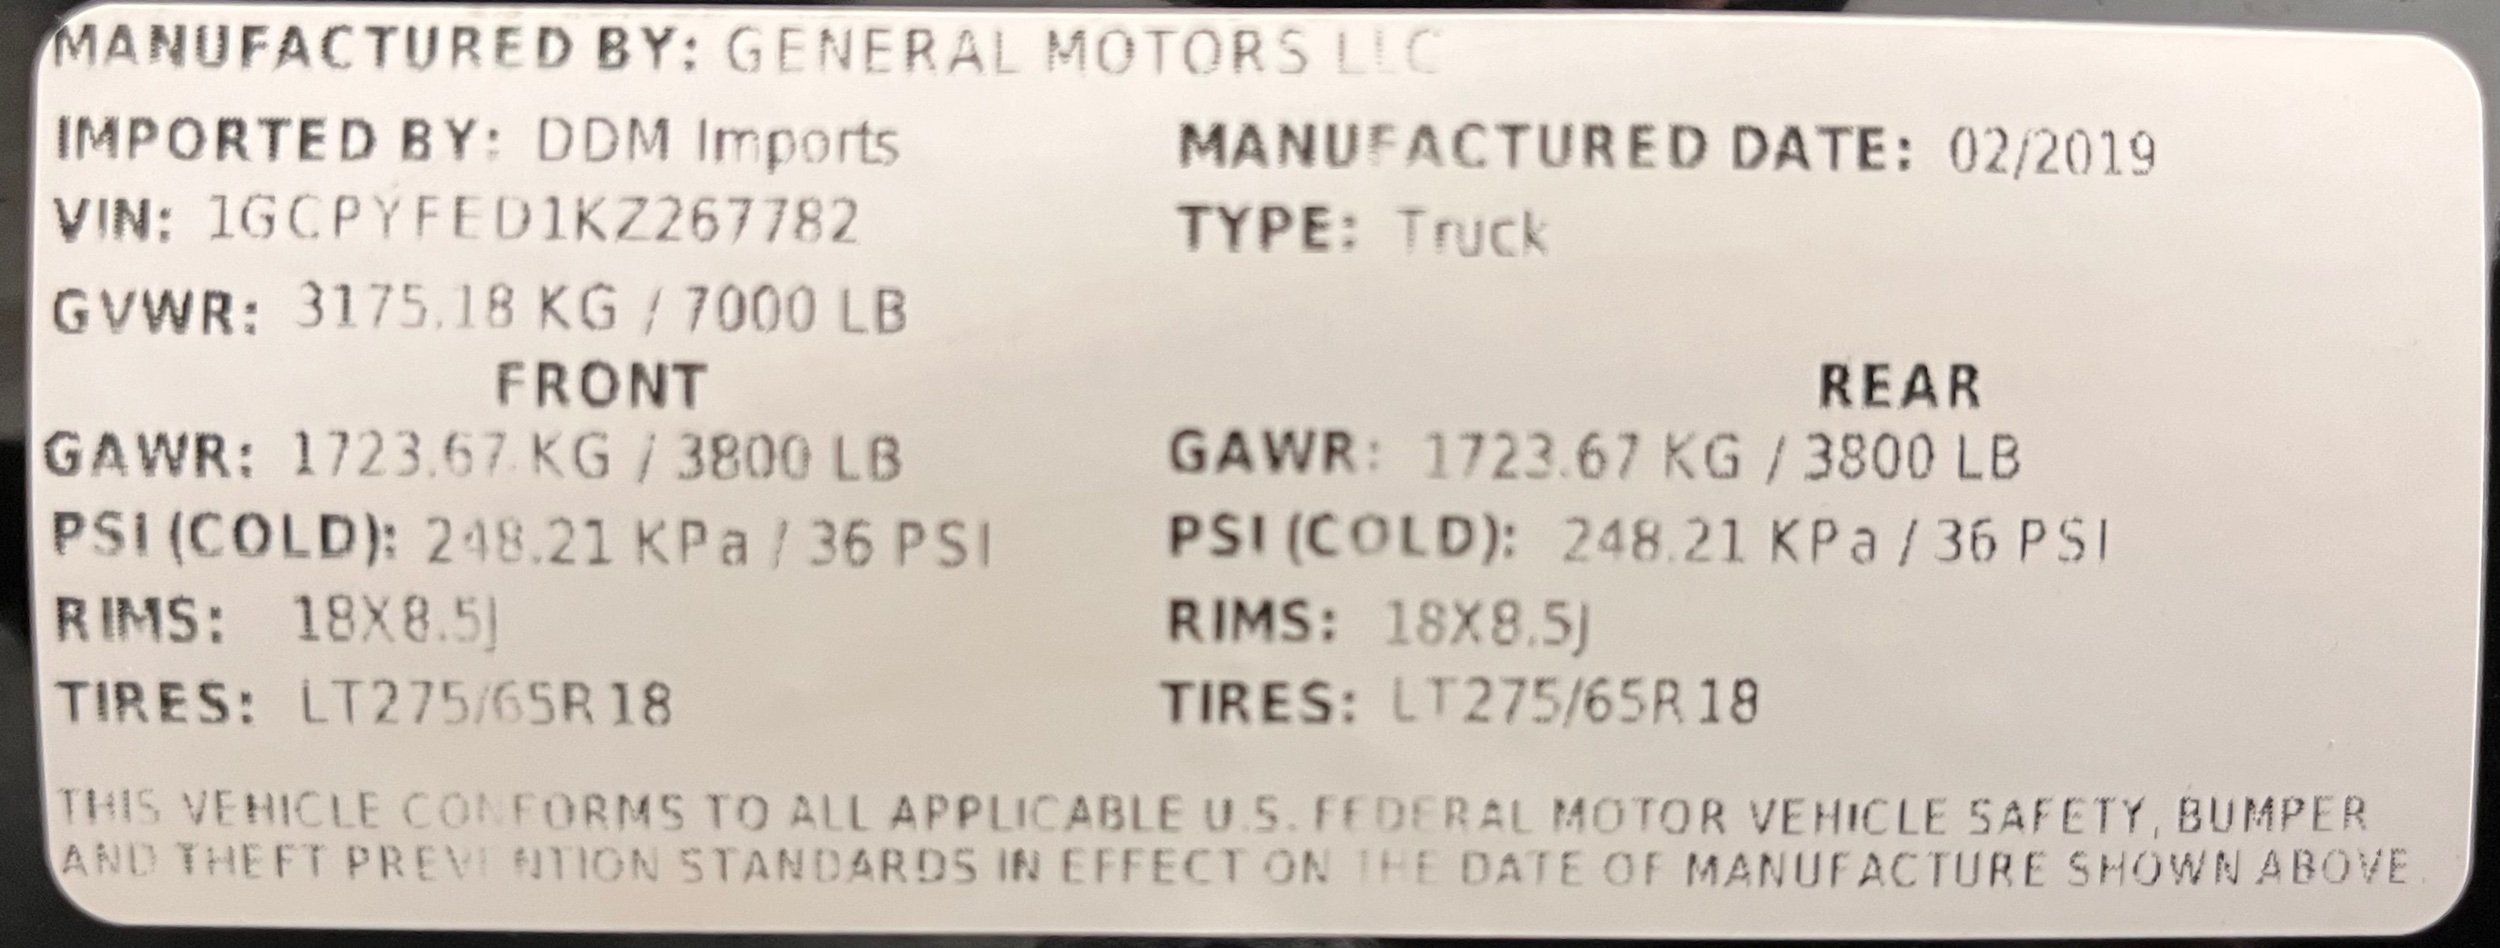 MANUFACTURED BY: GENERAL MOTORS LLC
IMPORTED BY: DDM Imports MANUFACTURED DATE: 02/2019
VIN: 1GCPYFED1KZ267782 TYPE: Truck
GVWR: 3175.18 KG / 7000 LB
FRONT REAR
GAWR: 1723.67 KG / 3800 LB GAWR: 1723.67 KG / 3800 LB
PSI (COLD): 248.21 KPa / 36 PSI PSI (COLD): 248.21 KPa / 36 PSI
RIMS: 18X8.5J RIMS: 18X8.5J
TIRES: LT275/65R18 TIRES: LT275/65R18
THIS VEHICLE CONFORMS TO ALL APPLICABLE U.S. FEDERAL MOTOR VEHICLE SAFETY, BUMPER
AND THEFT PREVENTION STANDARDS IN EFFECT ON THE DATE OF MANUFACTURE SHOWN ABOVE.